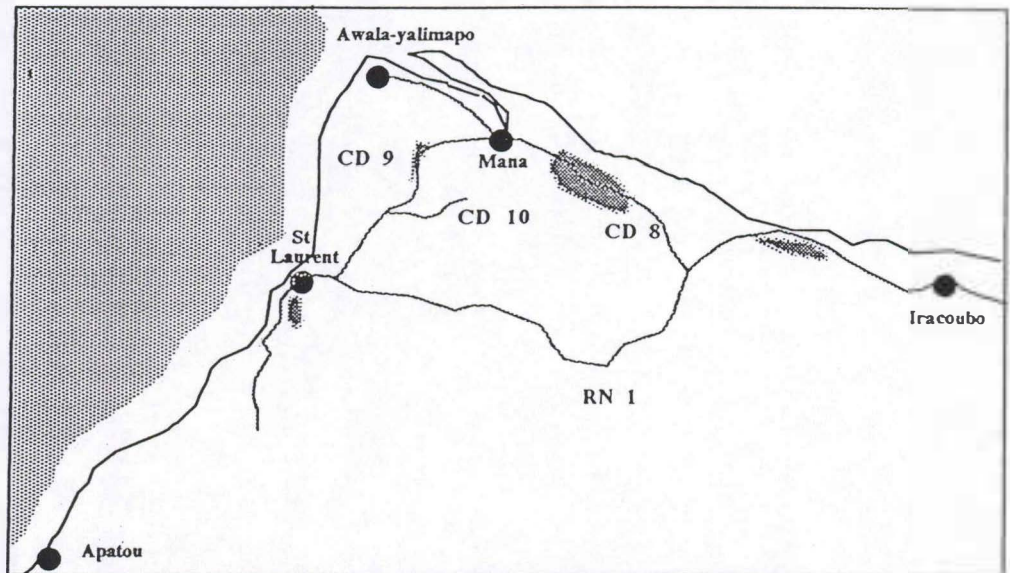 Awala-yalimapo
CD 9
Mana
CD 10
CD 8
St
Laurent
Iracoubo
RN 1
Apatou